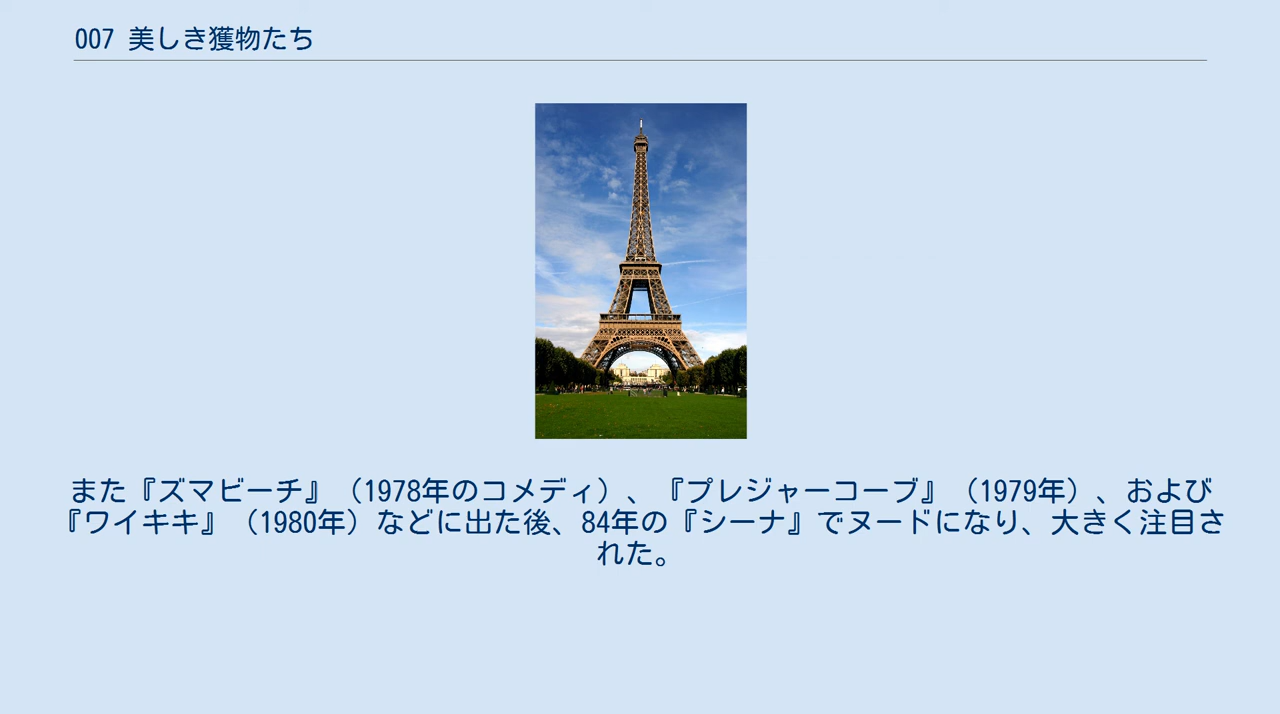 007 美しき獲物たち
また『ズマビーチ』（1978年のコメディ）、『プレジャーコーブ』（1979年）、および
『ワイキキ』（1980年）などに出た後、84年の『シーナ』でヌードになり、大きく注目さ
れた。